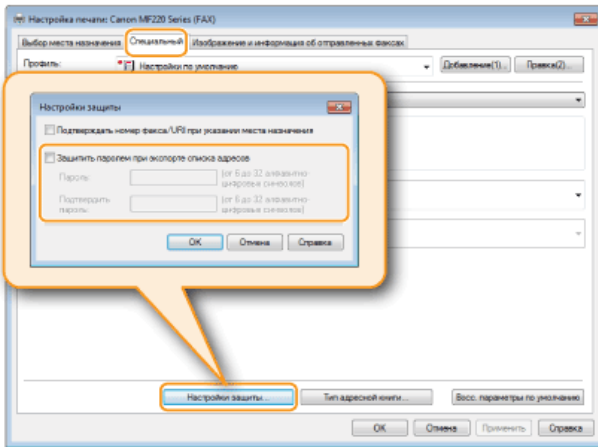 Настройка печати: Canon MF220 Series (FAX)
Выбор места назначения Специальный Изображение и информация об отправленных факсах
Профиль: Настройки по умолчанию Добавление(1)... Правка(2)...
Настройки защиты
Подтверждать номер факса/URI при указании места назначения
Защитить паролем при экспорте списка адресов
Пароль: (от 6 до 32 алфавитно-
цифровых символов)
Подтвердить
пароль: (от 6 до 32 алфавитно-
цифровых символов)
OK Отмена Справка
Настройки защиты... Тип адресной книги... Восс. параметры по умолчанию
OK Отмена Применить Справка